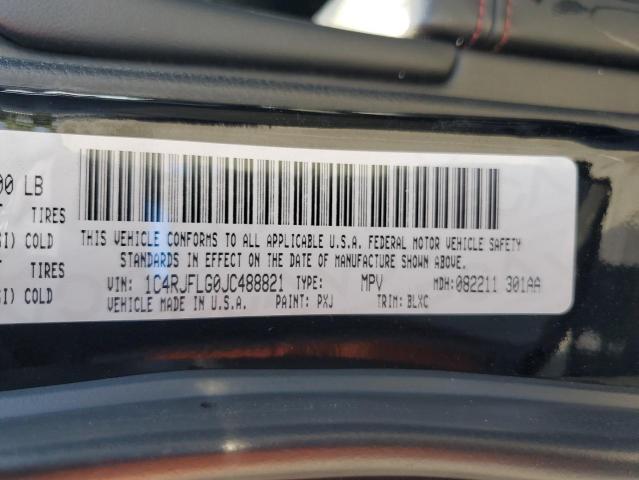 00 LB
TIRES
SI) COLD
TIRES
SI) COLD
THIS VEHICLE CONFORMS TO ALL APPLICABLE U.S.A. FEDERAL MOTOR VEHICLE SAFETY
STANDARDS IN EFFECT ON THE DATE OF MANUFACTURE SHOWN ABOVE.
VIN: 1C4RJFLG0JC488821 TYPE: MPV MDH: 082211 301AA
VEHICLE MADE IN U.S.A. PAINT: PXJ TRIM: BLXC